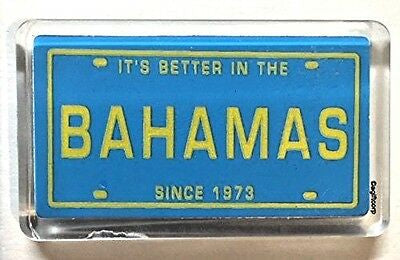 IT'S BETTER IN THE
BAHAMAS
SINCE 1973